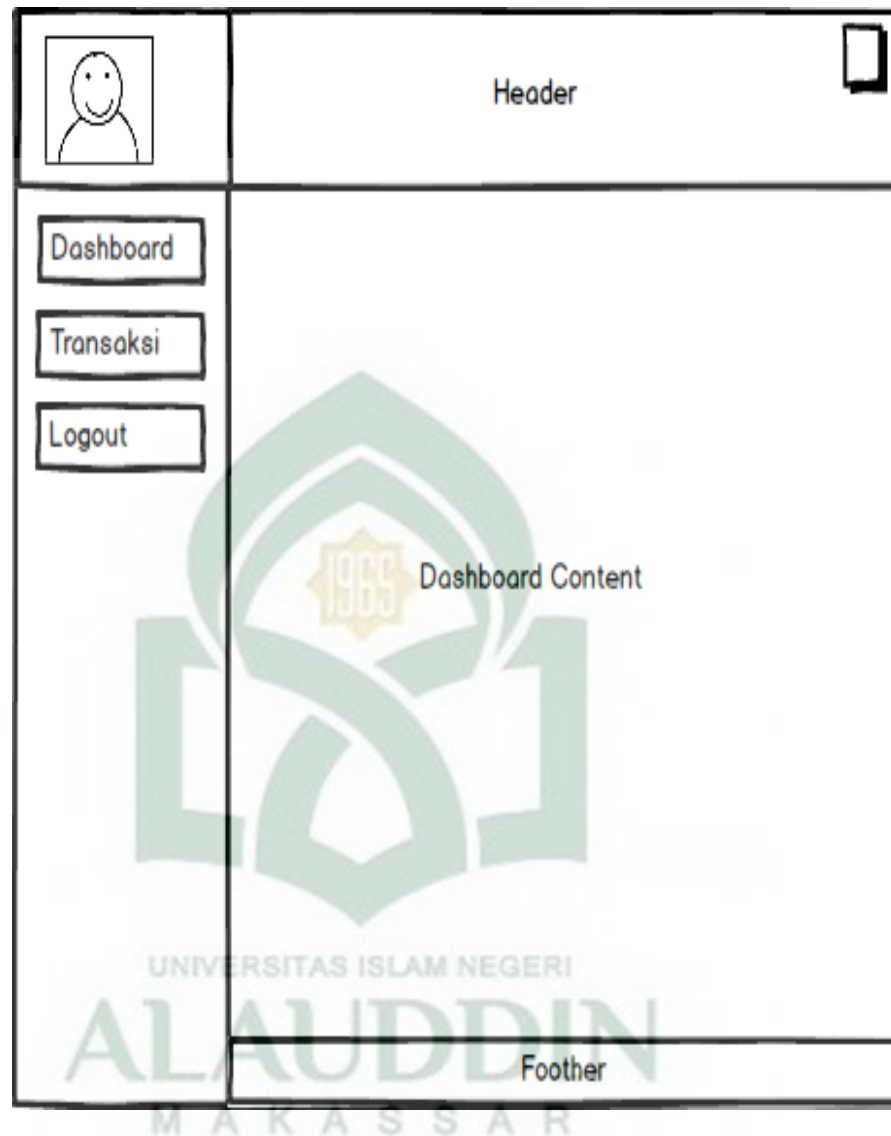 Header
Dashboard
Transaksi
Logout
1965
Dashboard Content
UNIVERSITAS ISLAM NEGERI
ALAUDDIN
Foother
MAKASSAR